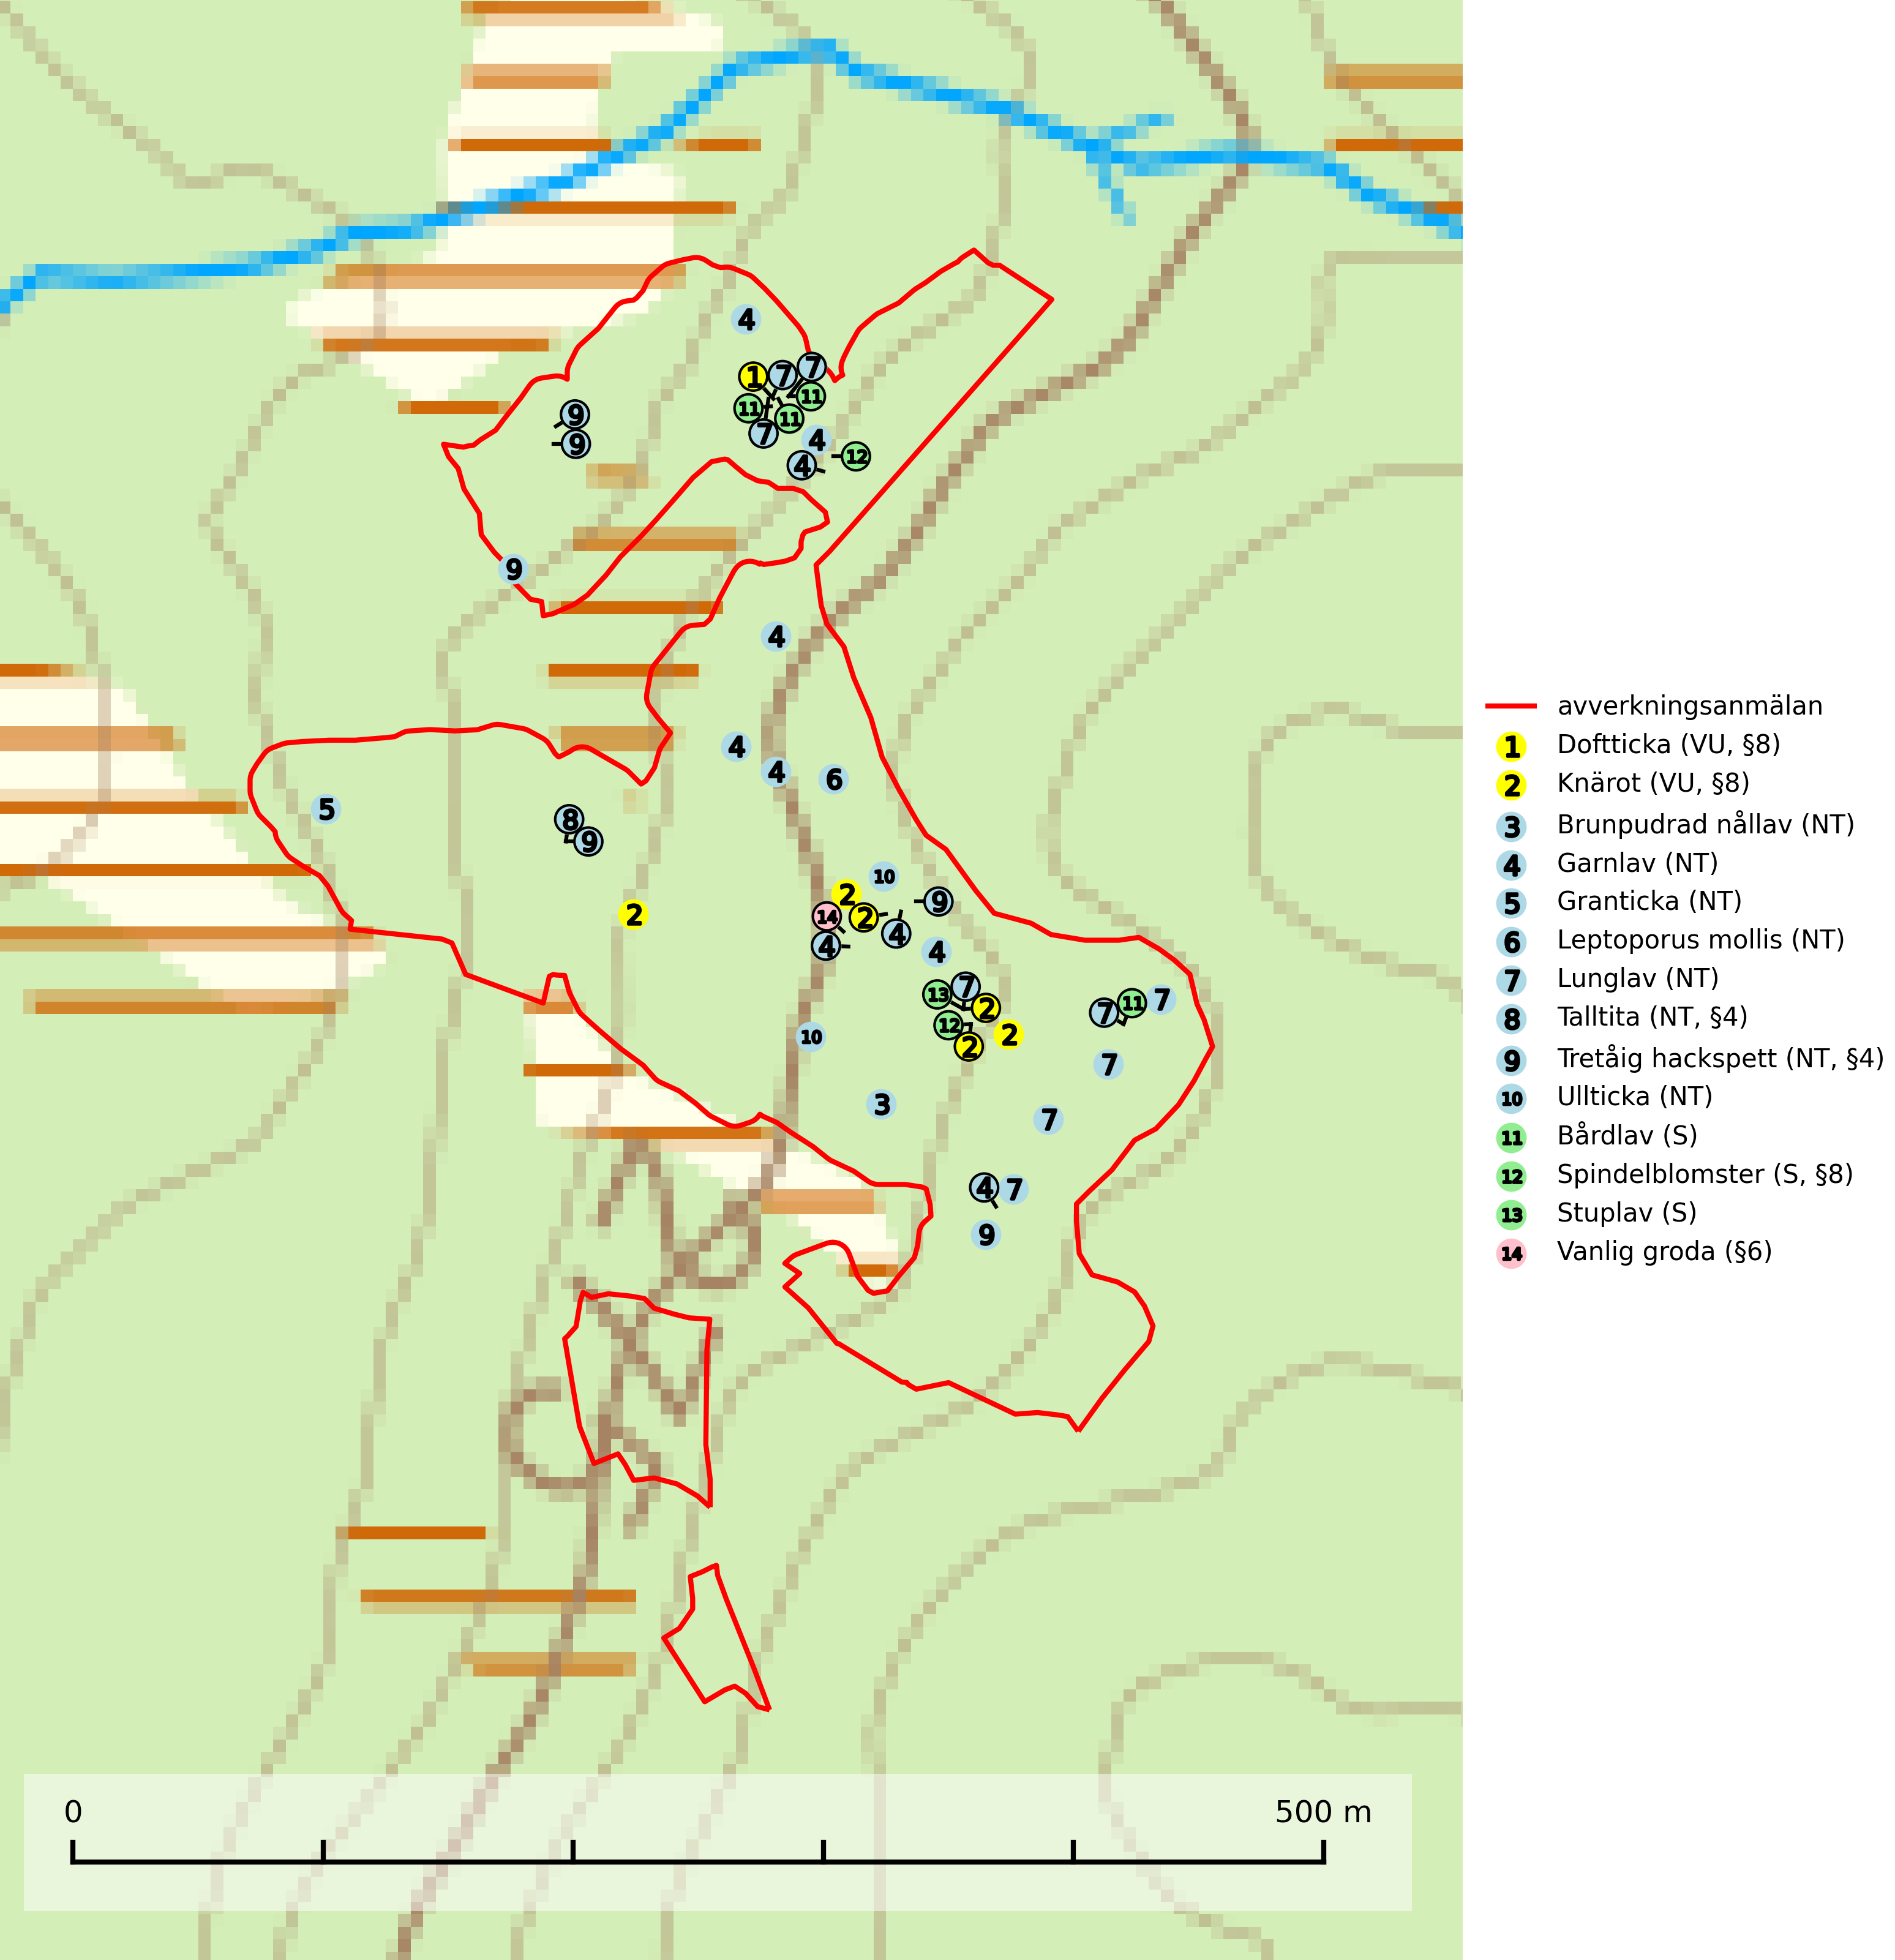 4
7
1
7
11
11
11
9
7
4
9
12
4
9
4
4
4
6
5
8
9
10
2
9
2
14
2
4
2
4
4
7
13
7
11
2
7
12
2
10
2
7
3
7
4
7
9
avverkningsanmälan
1 Doftticka (VU, §8)
2 Knärot (VU, §8)
3 Brunpudrad nållav (NT)
4 Garnlav (NT)
5 Granticka (NT)
6 Leptoporus mollis (NT)
7 Lunglav (NT)
8 Talltita (NT, §4)
9 Tretåig hackspett (NT, §4)
10 Ullticka (NT)
11 Bårdlav (S)
12 Spindelblomster (S, §8)
13 Stuplav (S)
14 Vanlig groda (§6)
0 500 m